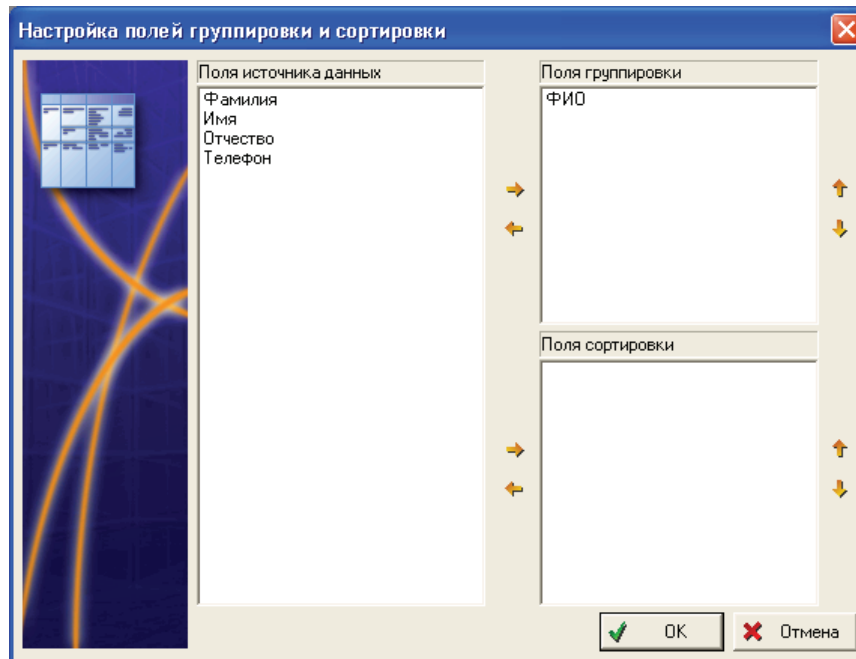 Настройка полей группировки и сортировки
Поля источника данных
Фамилия
Имя
Отчество
Телефон
Поля группировки
ФИО
Поля сортировки
OK
Отмена